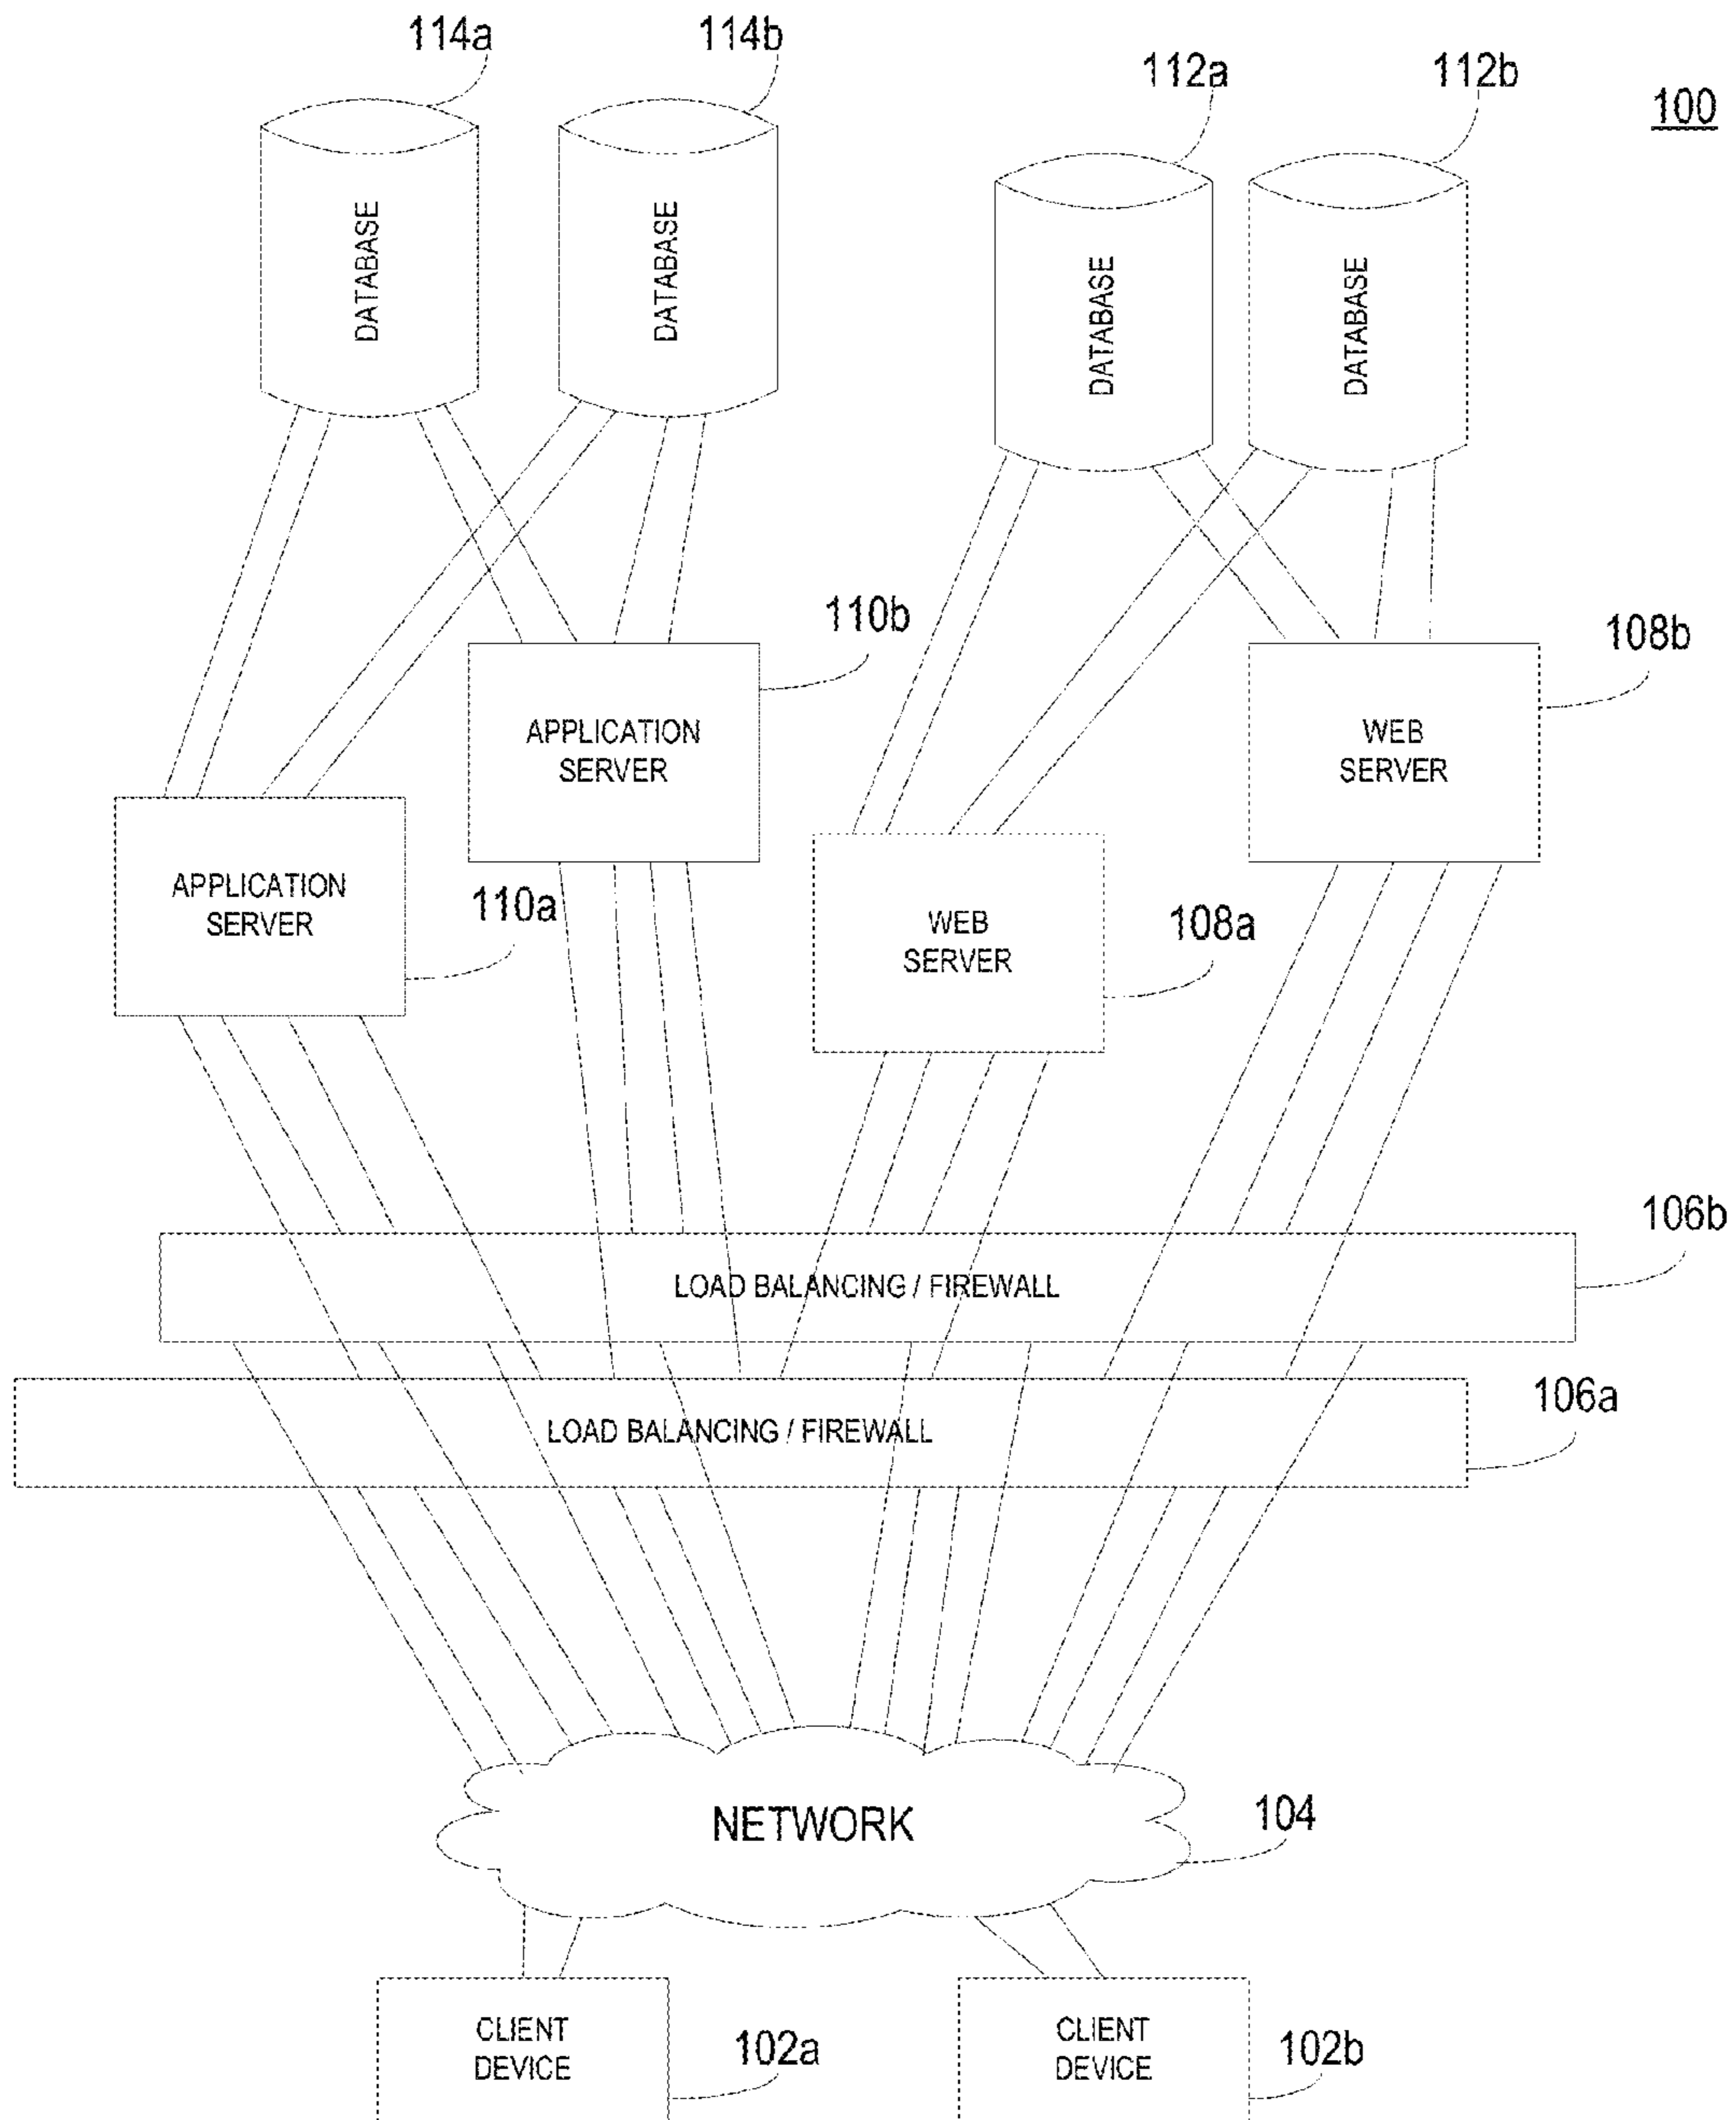 114a
114b
112a
112b
100
DATABASE
DATABASE
DATABASE
DATABASE
110b
108b
APPLICATION
SERVER
WEB
SERVER
APPLICATION
SERVER
110a
WEB
SERVER
108a
106b
LOAD BALANCING / FIREWALL
106a
LOAD BALANCING / FIREWALL
NETWORK
104
CLIENT
DEVICE
102a
CLIENT
DEVICE
102b